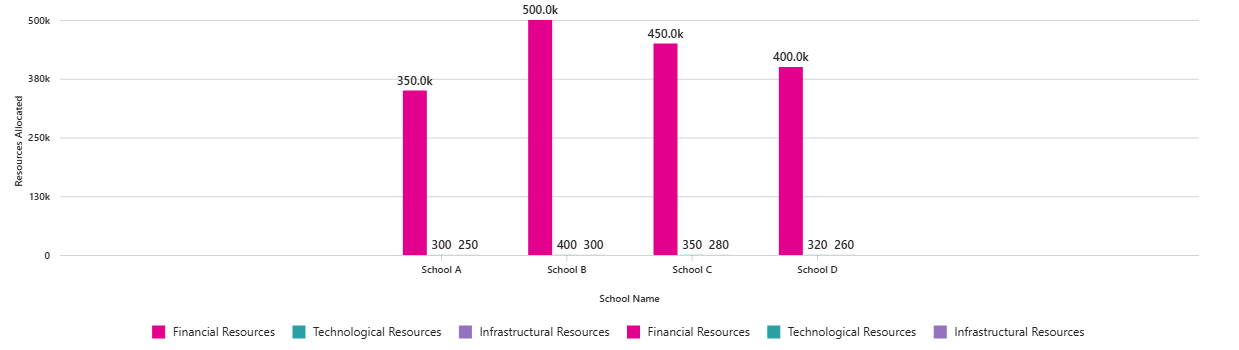 500.0k
500k
450.0k
400.0k
380k
350.0k
Resources Allocated
250k
130k
300 250 400 300 350 280 320 260
0
School A School B School C School D
School Name
Financial Resources Technological Resources Infrastructural Resources Financial Resources Technological Resources Infrastructural Resources